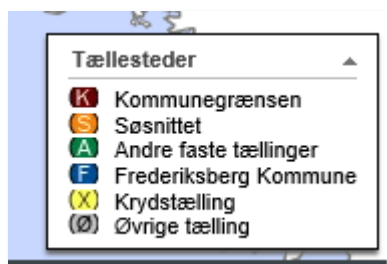 Tællesteder
K Kommunegrænsen
S Søsnittet
A Andre faste tællinger
F Frederiksberg Kommune
(X) Krydstælling
(Ø) Øvrige tælling